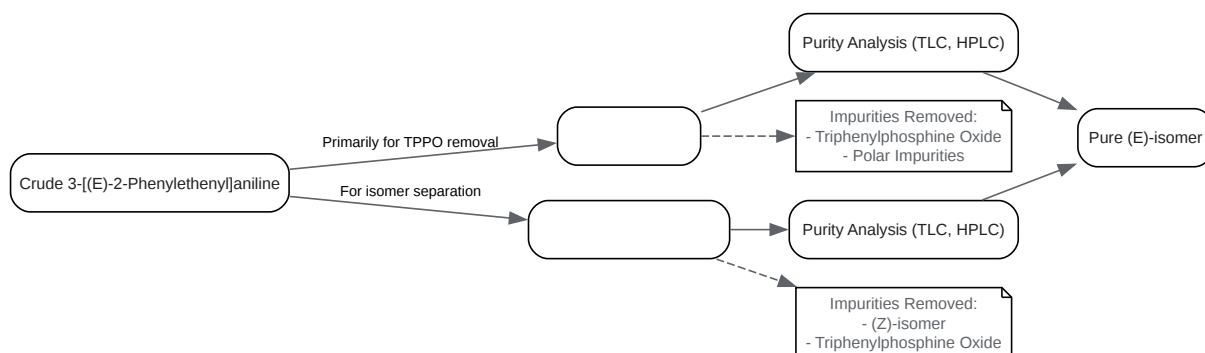 Purity Analysis (TLC, HPLC)
Impurities Removed:
- Triphenylphosphine Oxide
- Polar Impurities
Primarily for TPPO removal
Pure (E)-isomer
Crude 3-[(E)-2-Phenylethenyl]aniline
For isomer separation
Purity Analysis (TLC, HPLC)
Impurities Removed:
- (Z)-isomer
- Triphenylphosphine Oxide